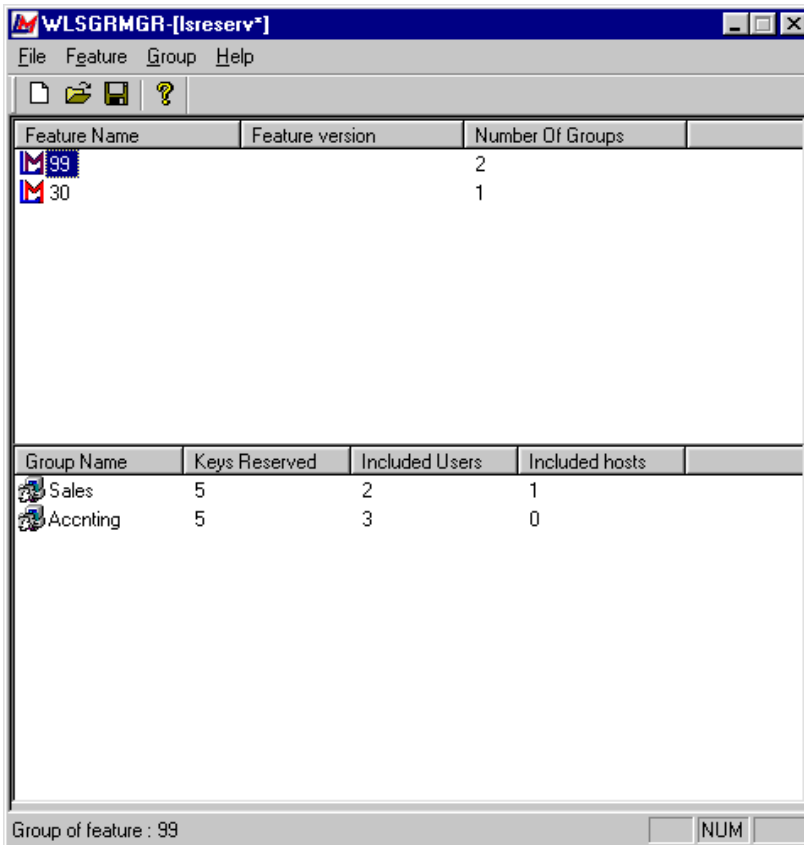 WLSGRMGR-[lsreserv*]
File Feature Group Help
Feature Name Feature version Number Of Groups
99 2
30 1
Group Name Keys Reserved Included Users Included hosts
Sales 5 2 1
Accnting 5 3 0
Group of feature : 99 NUM